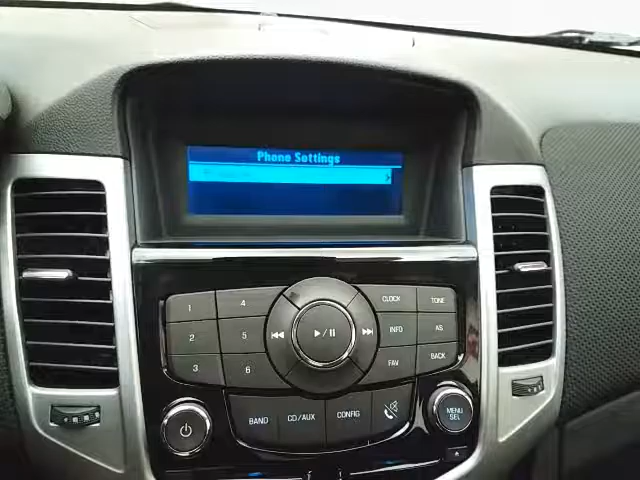 Phone Settings
1
4
CLOCK
TONE
2
5
INFO
AS
3
6
FAV
BACK
BAND
CD/AUX
CONFIG
MENU
SEL